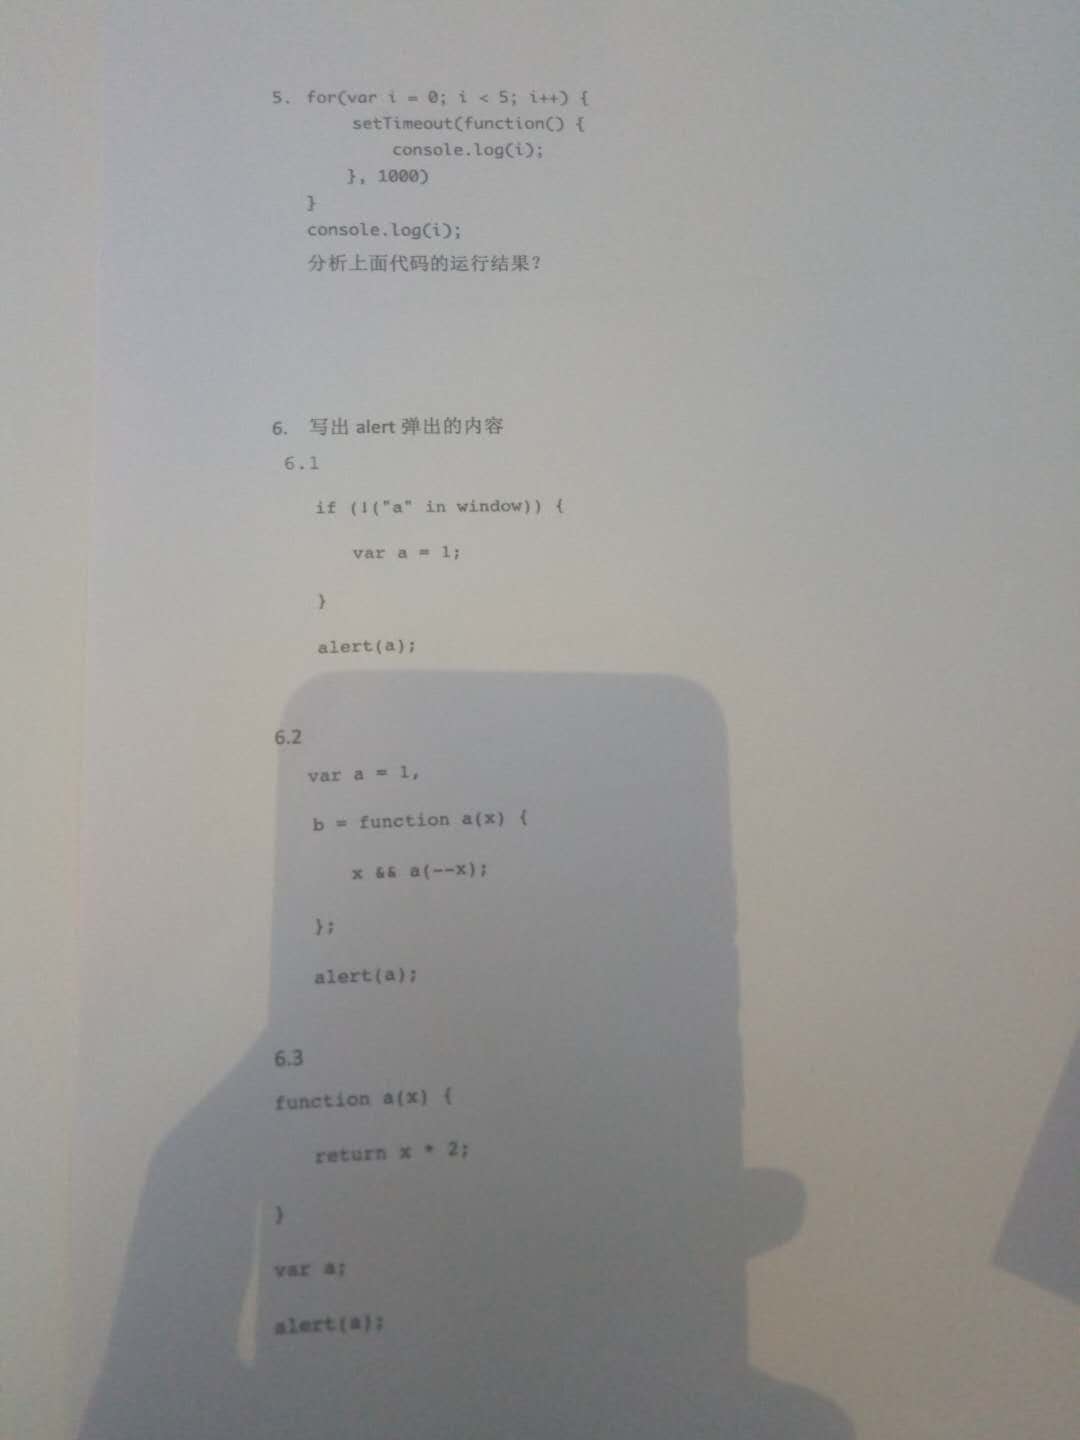 5. for(var i = 0; i < 5; i++) {
setTimeout(function() {
console.log(i);
}, 1000)
}
console.log(i);
分析上面代码的运行结果?
6. 写出 alert 弹出的内容
6.1
if (!("a" in window)) {
var a = 1;
}
alert(a);
6.2
var a = 1,
b = function a(x) {
x && a(--x);
};
alert(a);
6.3
function a(x) {
return x * 2;
}
var a;
alert(a);